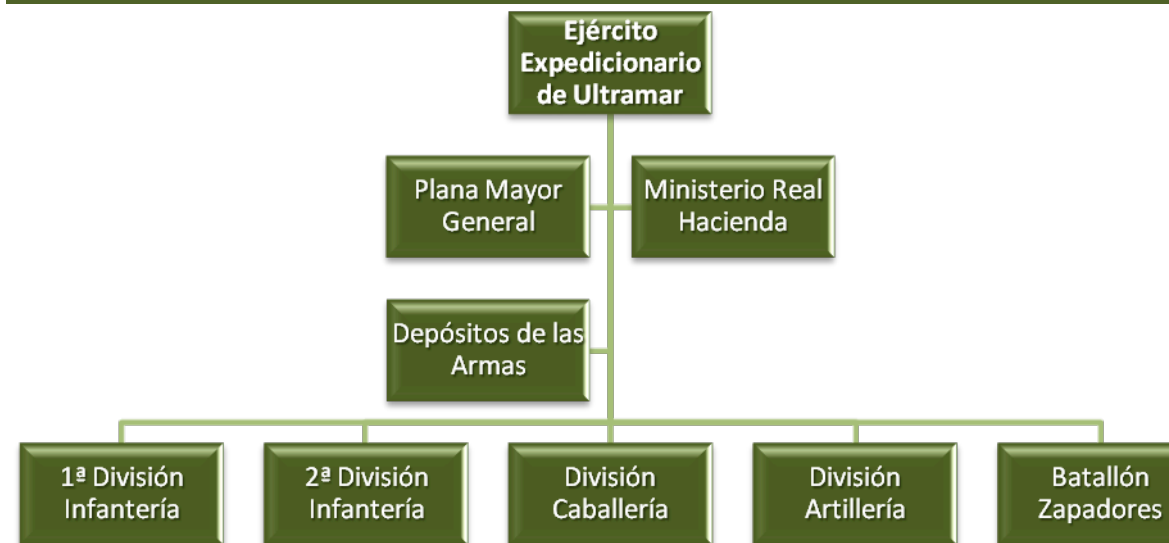 Ejército
Expedicionario
de Ultramar
Plana Mayor
General
Ministerio Real
Hacienda
Depósitos de las
Armas
1ª División
Infantería
2ª División
Infantería
División
Caballería
División
Artillería
Batallón
Zapadores